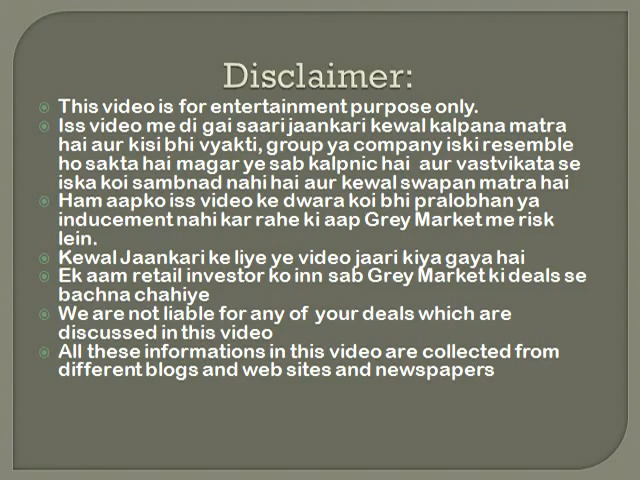 Disclaimer:
This video is for entertainment purpose only.
Iss video me di gai saari jaankari kewal kalpana matra
hai aur kisi bhi vyakti, group ya company iski resemble
ho sakta hai magar ye sab kalpnic hai aur vastvikata se
iska koi sambnad nahi hai aur kewal swapan matra hai
Ham aapko iss video ke dwara koi bhi pralobhan ya
inducement nahi kar rahe ki aap Grey Market me risk
lein.
Kewal Jaankari ke liye ye video jaari kiya gaya hai
Ek aam retail investor ko inn sab Grey Market ki deals se
bachna chahiye
We are not liable for any of your deals which are
discussed in this video
All these informations in this video are collected from
different blogs and web sites and newspapers